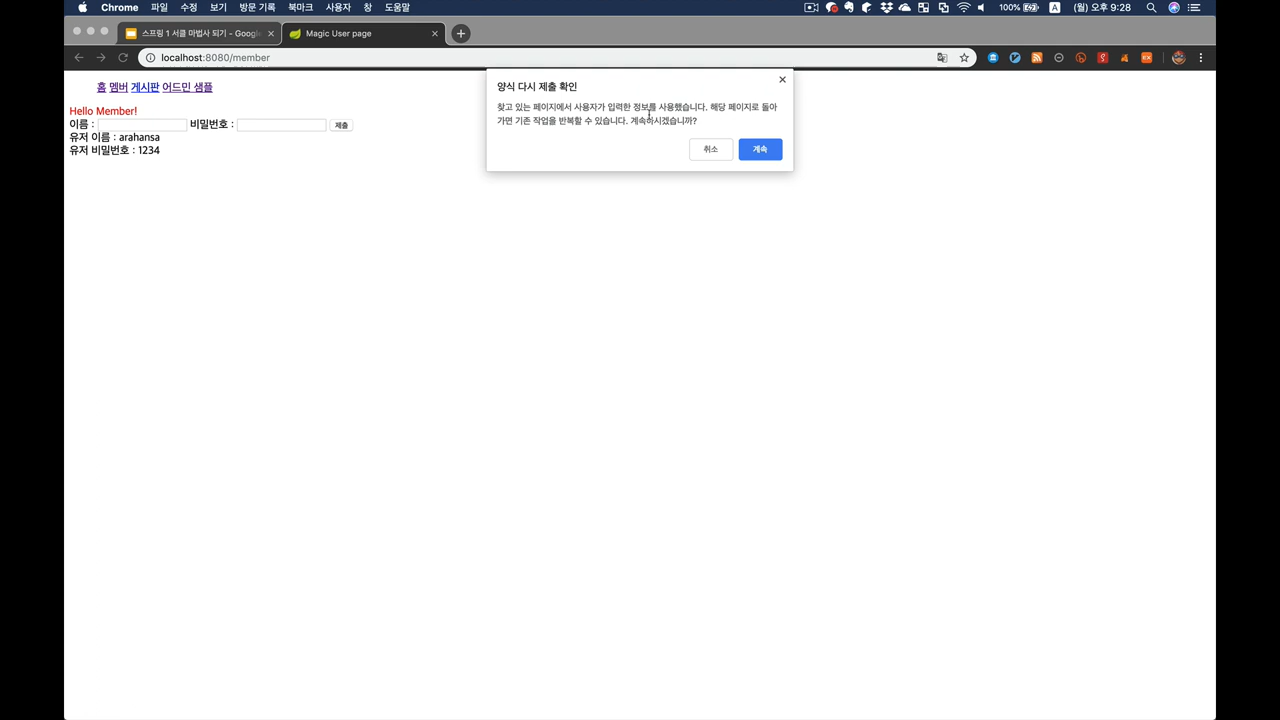 Chrome 파일 수정 보기 방문 기록 북마크 사용자 창 도움말 100% A (월) 오후 9:28
스프링 1 서클 마법사 되기 - Goog Magic User page
localhost:8080/member
홈 멤버 게시판 어드민 샘플
Hello Member!
이름 : 비밀번호 : 제출
유저 이름 : arahansa
유저 비밀번호 : 1234
양식 다시 제출 확인
찾고 있는 페이지에서 사용자가 입력한 정보를 사용했습니다. 해당 페이지로 돌아
가면 기존 작업을 반복할 수 있습니다. 계속하시겠습니까?
취소 계속